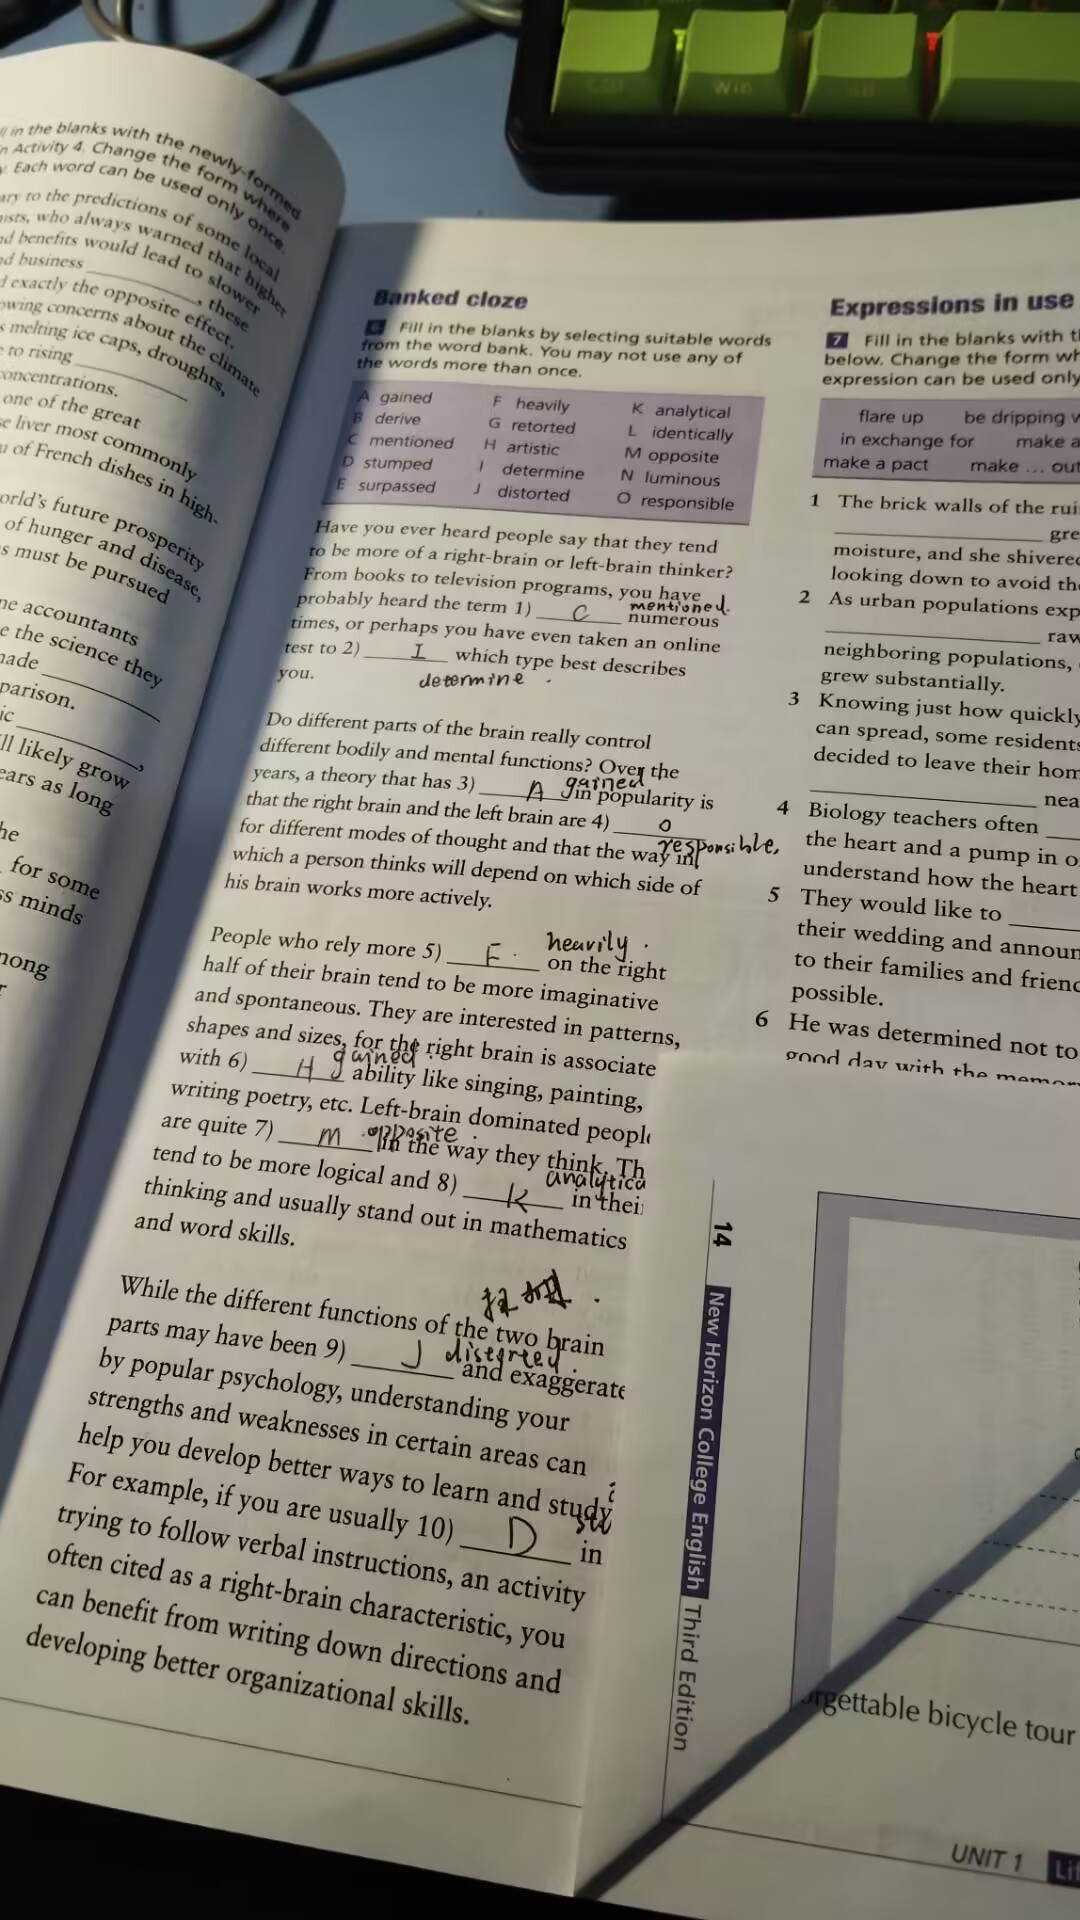 ll in the blanks with the newly-formed
n Activity 4. Change the form where
y. Each word can be used only once.
ary to the predictions of some local
ists, who always warned that higher
nd benefits would lead to slower
nd business ________, these
d exactly the opposite effect.
owing concerns about the climate
s melting ice caps, droughts,
e to rising ________
concentrations.
one of the great
se liver most commonly
u of French dishes in high-
orld's future prosperity
of hunger and disease,
s must be pursued
ne accountants
e the science they
made ________
parison.
ic ________,
ll likely grow
ears as long
he
for some
ss minds
mong
r
Banked cloze
6 Fill in the blanks by selecting suitable words
from the word bank. You may not use any of
the words more than once.
A gained F heavily K analytical
B derive G retorted L identically
C mentioned H artistic M opposite
D stumped I determine N luminous
E surpassed J distorted O responsible
Have you ever heard people say that they tend
to be more of a right-brain or left-brain thinker?
From books to television programs, you have
mentioned.
probably heard the term 1) C numerous
times, or perhaps you have even taken an online
test to 2) I which type best describes
you. determine.
Do different parts of the brain really control
different bodily and mental functions? Over the
gained
years, a theory that has 3) A in popularity is
that the right brain and the left brain are 4) O
responsible,
for different modes of thought and that the way in
which a person thinks will depend on which side of
his brain works more actively.
heavily.
People who rely more 5) F. on the right
half of their brain tend to be more imaginative
and spontaneous. They are interested in patterns,
shapes and sizes, for the right brain is associate
gained.
with 6) H ability like singing, painting,
writing poetry, etc. Left-brain dominated peopl
opposite.
are quite 7) M in the way they think. Th
analytica
tend to be more logical and 8) K in thei
thinking and usually stand out in mathematics
and word skills.
While the different functions of the two brain
disegreed.
parts may have been 9) J and exaggerate
by popular psychology, understanding your
strengths and weaknesses in certain areas can
help you develop better ways to learn and study
For example, if you are usually 10) D in
trying to follow verbal instructions, an activity
often cited as a right-brain characteristic, you
can benefit from writing down directions and
developing better organizational skills.
Expressions in use
7 Fill in the blanks with t
below. Change the form wh
expression can be used only
flare up be dripping w
in exchange for make a
make a pact make ... out
1 The brick walls of the rui
________ gre
moisture, and she shivered
looking down to avoid the
2 As urban populations exp
________ raw
neighboring populations,
grew substantially.
3 Knowing just how quickly
can spread, some residents
decided to leave their hom
________ nea
4 Biology teachers often ____
the heart and a pump in o
understand how the heart
5 They would like to ____
their wedding and announ
to their families and friend
possible.
6 He was determined not to
good day with the memor
14 New Horizon College English Third Edition
rgettable bicycle tour
UNIT 1 Li
Win